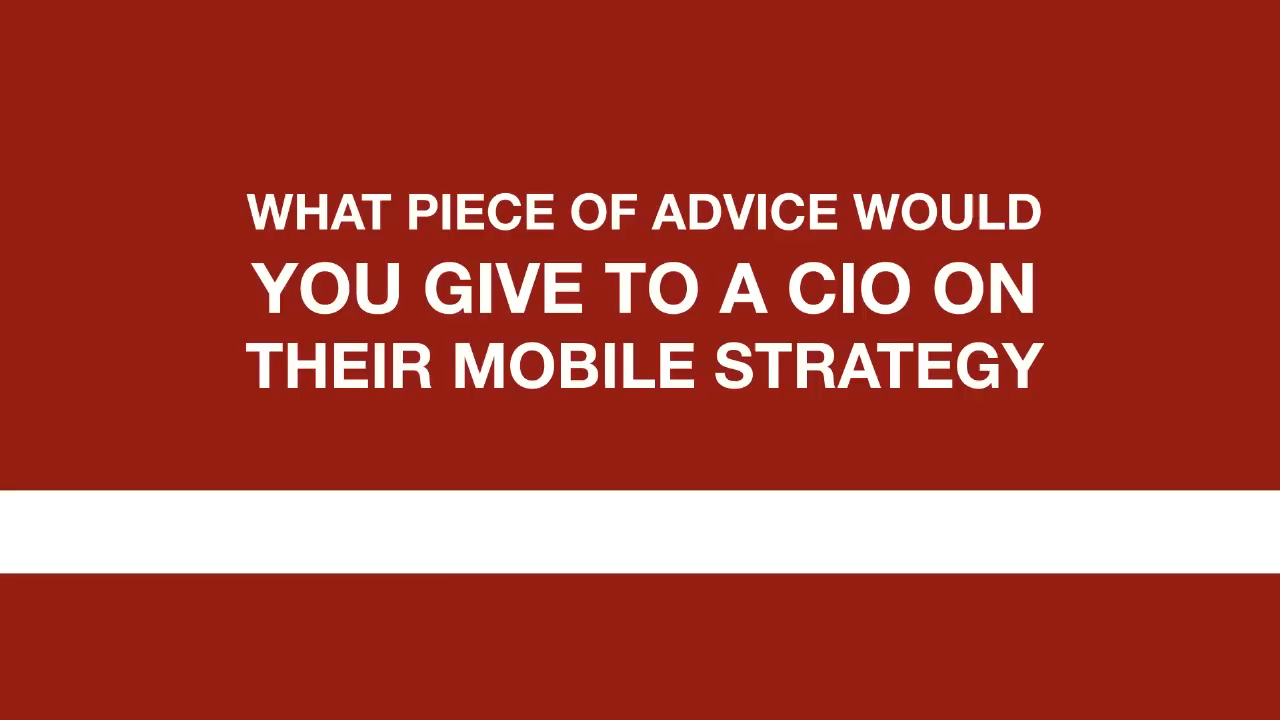 WHAT PIECE OF ADVICE WOULD
YOU GIVE TO A CIO ON
THEIR MOBILE STRATEGY